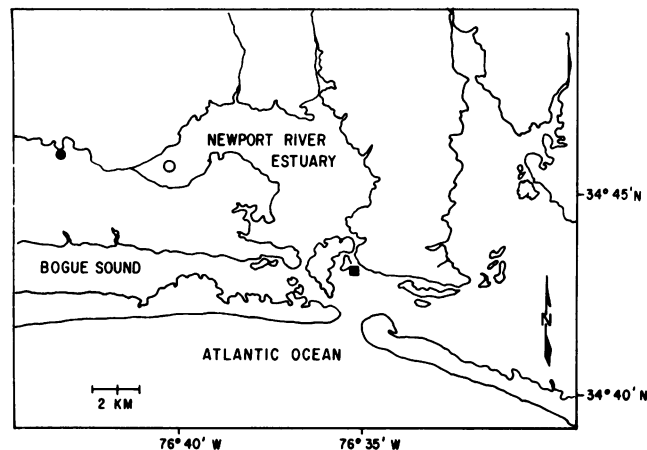 NEWPORT RIVER
ESTUARY
34°45'N
BOGUE SOUND
N
ATLANTIC OCEAN
2 KM
34°40'N
76°40' W
76°35' W